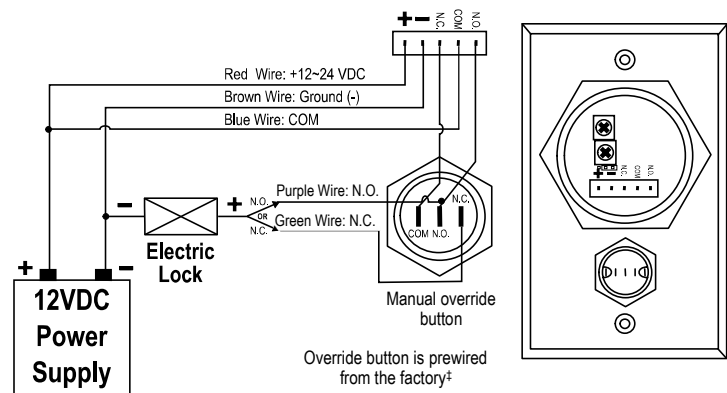 + − N.C. COM N.O.
Red Wire: +12~24 VDC
Brown Wire: Ground (-)
Blue Wire: COM
Purple Wire: N.O.
− + N.O.
OR
N.C.
Green Wire: N.C.
N.C.
COM N.O.
Electric
Lock
Manual override
button
+ −
12VDC
Power
Supply
Override button is prewired
from the factory‡
+ − N.C. COM N.O.